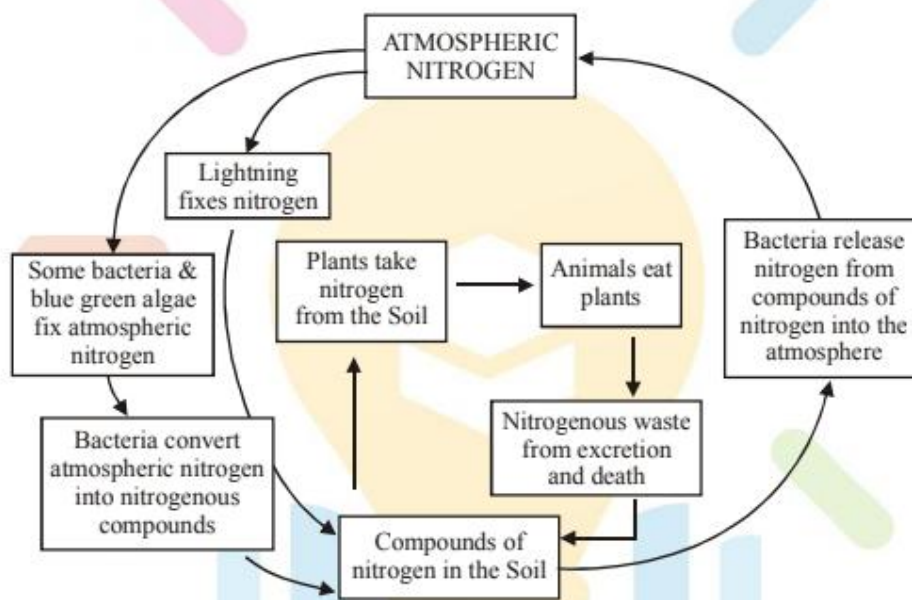 ATMOSPHERIC
NITROGEN
Lightning
fixes nitrogen
Some bacteria &
blue green algae
fix atmospheric
nitrogen
Plants take
nitrogen
from the Soil
Animals eat
plants
Bacteria release
nitrogen from
compounds of
nitrogen into the
atmosphere
Bacteria convert
atmospheric nitrogen
into nitrogenous
compounds
Nitrogenous waste
from excretion
and death
Compounds of
nitrogen in the Soil